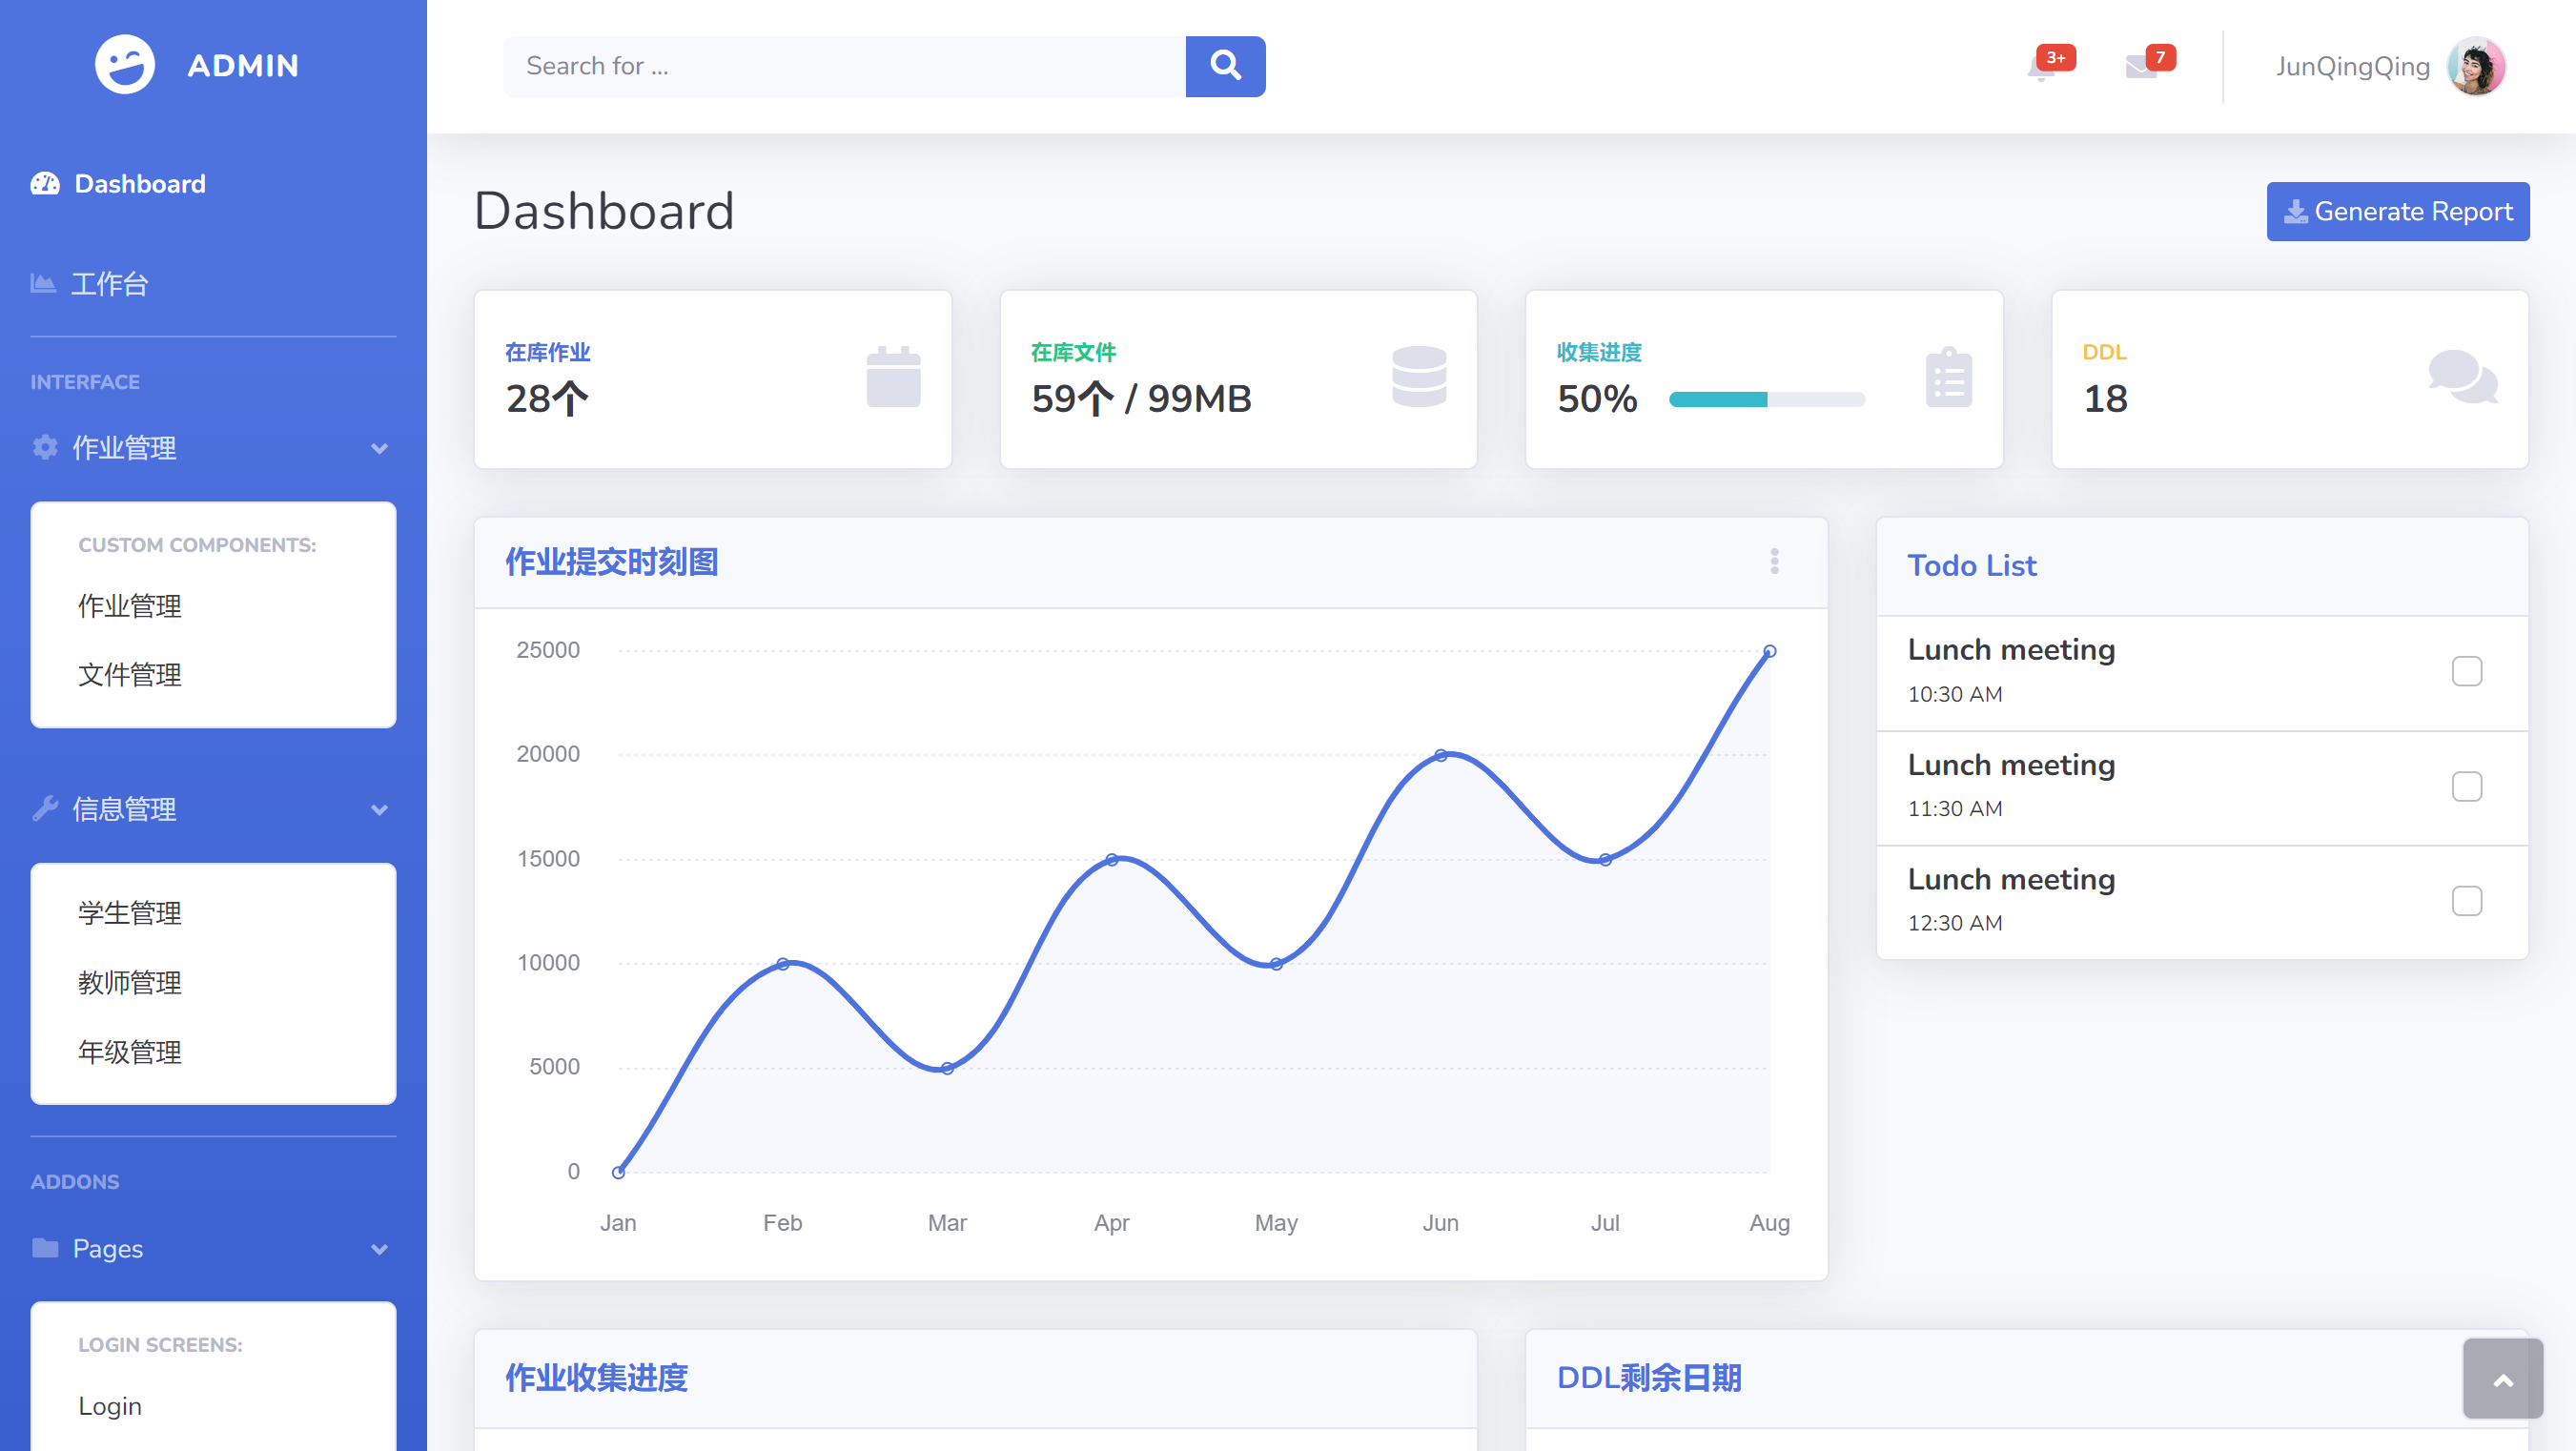 ADMIN
Dashboard
工作台
INTERFACE
作业管理
CUSTOM COMPONENTS:
作业管理
文件管理
信息管理
学生管理
教师管理
年级管理
ADDONS
Pages
LOGIN SCREENS:
Login
Search for ...
3+
7
JunQingQing
Dashboard
Generate Report
在库作业
28个
在库文件
59个 / 99MB
收集进度
50%
DDL
18
作业提交时刻图
25000
20000
15000
10000
5000
0
Jan Feb Mar Apr May Jun Jul Aug
Todo List
Lunch meeting
10:30 AM
Lunch meeting
11:30 AM
Lunch meeting
12:30 AM
作业收集进度
DDL剩余日期